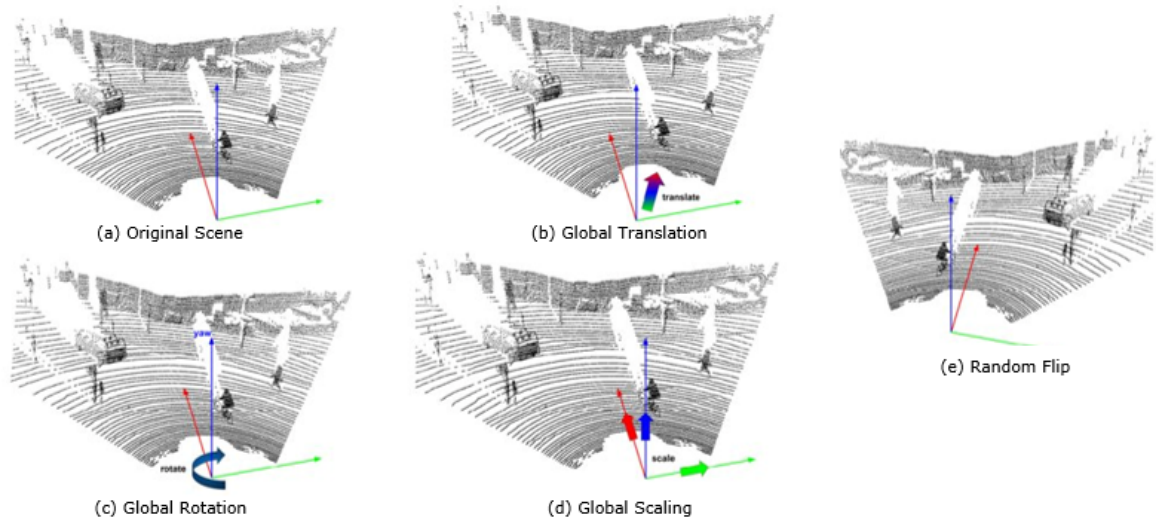 translate
(a) Original Scene
(b) Global Translation
yaw
(e) Random Flip
rotate
scale
(c) Global Rotation
(d) Global Scaling